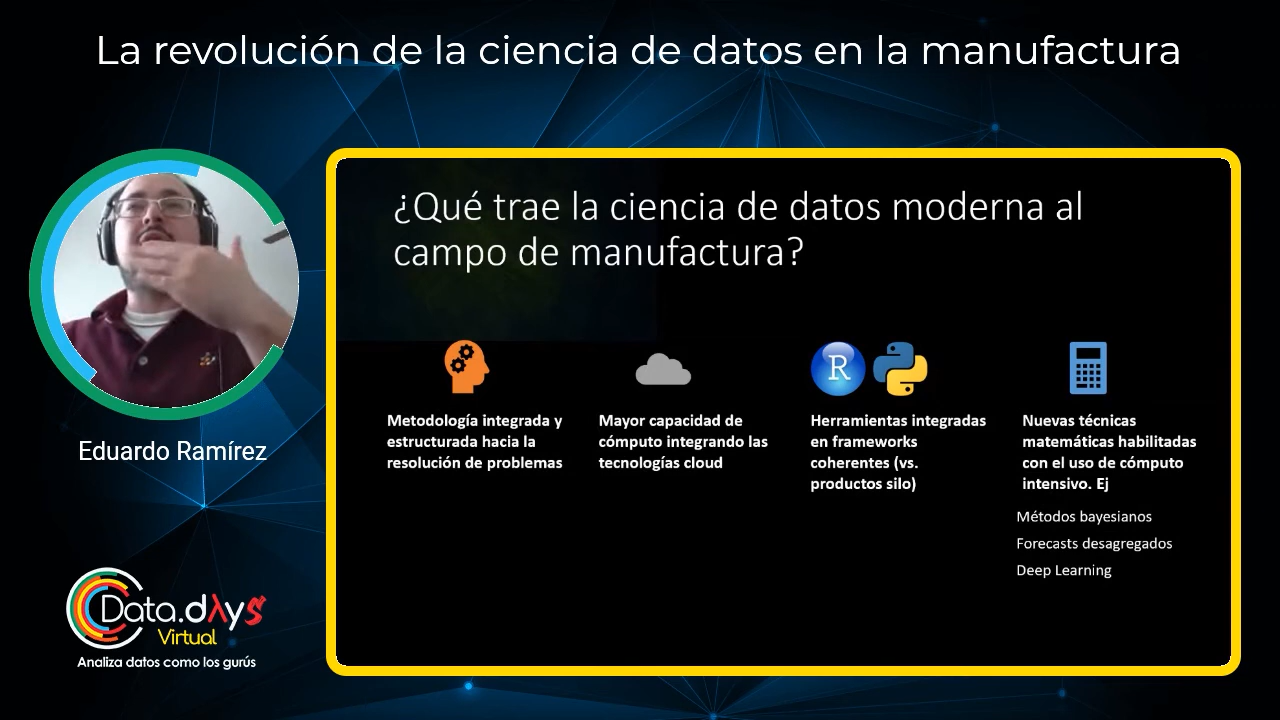 La revolución de la ciencia de datos en la manufactura
¿Qué trae la ciencia de datos moderna al
campo de manufactura?
R
Metodología integrada y
estructurada hacia la
resolución de problemas
Mayor capacidad de
cómputo integrando las
tecnologías cloud
Herramientas integradas
en frameworks
coherentes (vs.
productos silo)
Nuevas técnicas
matemáticas habilitadas
con el uso de cómputo
intensivo. Ej
Métodos bayesianos
Forecasts desagregados
Deep Learning
Eduardo Ramírez
Data.dλys
Virtual
Analiza datos como los gurús